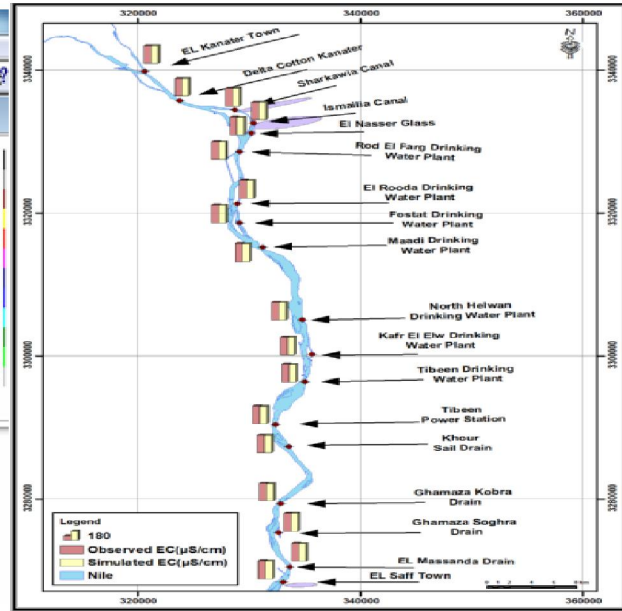 320000 340000 360000
EL Kanater Town
Delta Cotton Kanater
Sharkawia Canal
Ismailia Canal
El Nasser Glass
Rod El Farg Drinking
Water Plant
El Rooda Drinking
Water Plant
Fostat Drinking
Water Plant
Maadi Drinking
Water Plant
North Helwan
Drinking Water Plant
Kafr El Elw Drinking
Water Plant
Tibeen Drinking
Water Plant
Tibeen
Power Station
Khour
Sail Drain
Ghamaza Kobra
Drain
Ghamaza Soghra
Drain
EL Massanda Drain
EL Saff Town
3340000
3320000
3300000
3280000
3340000
3320000
3300000
3280000
Legend
180
Observed EC(µS/cm)
Simulated EC(µS/cm)
Nile
320000 340000 360000